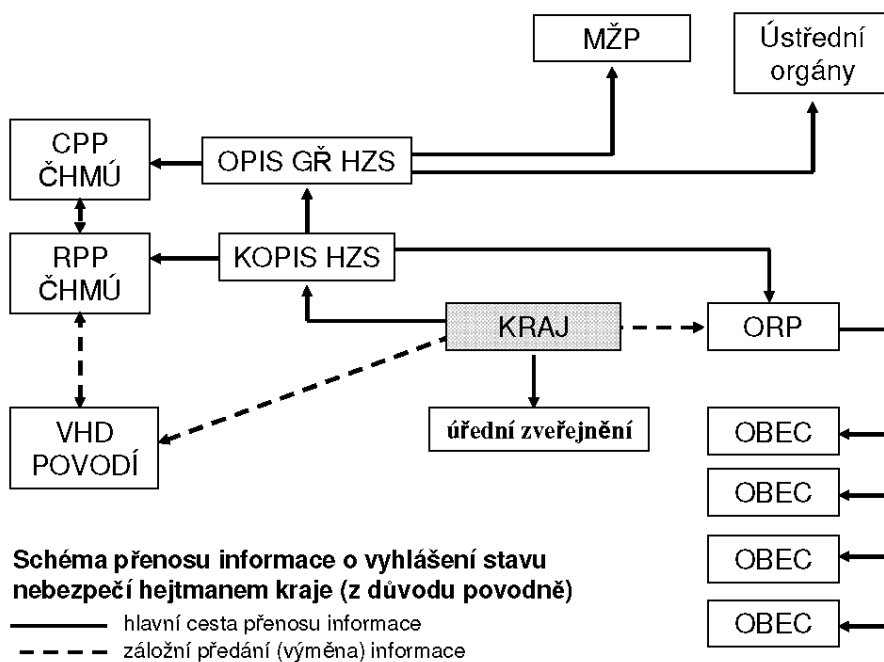 MŽP
Ústřední
orgány
CPP
ČHMÚ
OPIS GŘ HZS
RPP
ČHMÚ
KOPIS HZS
KRAJ
ORP
VHD
POVODÍ
úřední zveřejnění
OBEC
OBEC
OBEC
OBEC
Schéma přenosu informace o vyhlášení stavu
nebezpečí hejtmanem kraje (z důvodu povodně)
hlavní cesta přenosu informace
záložní předání (výměna) informace